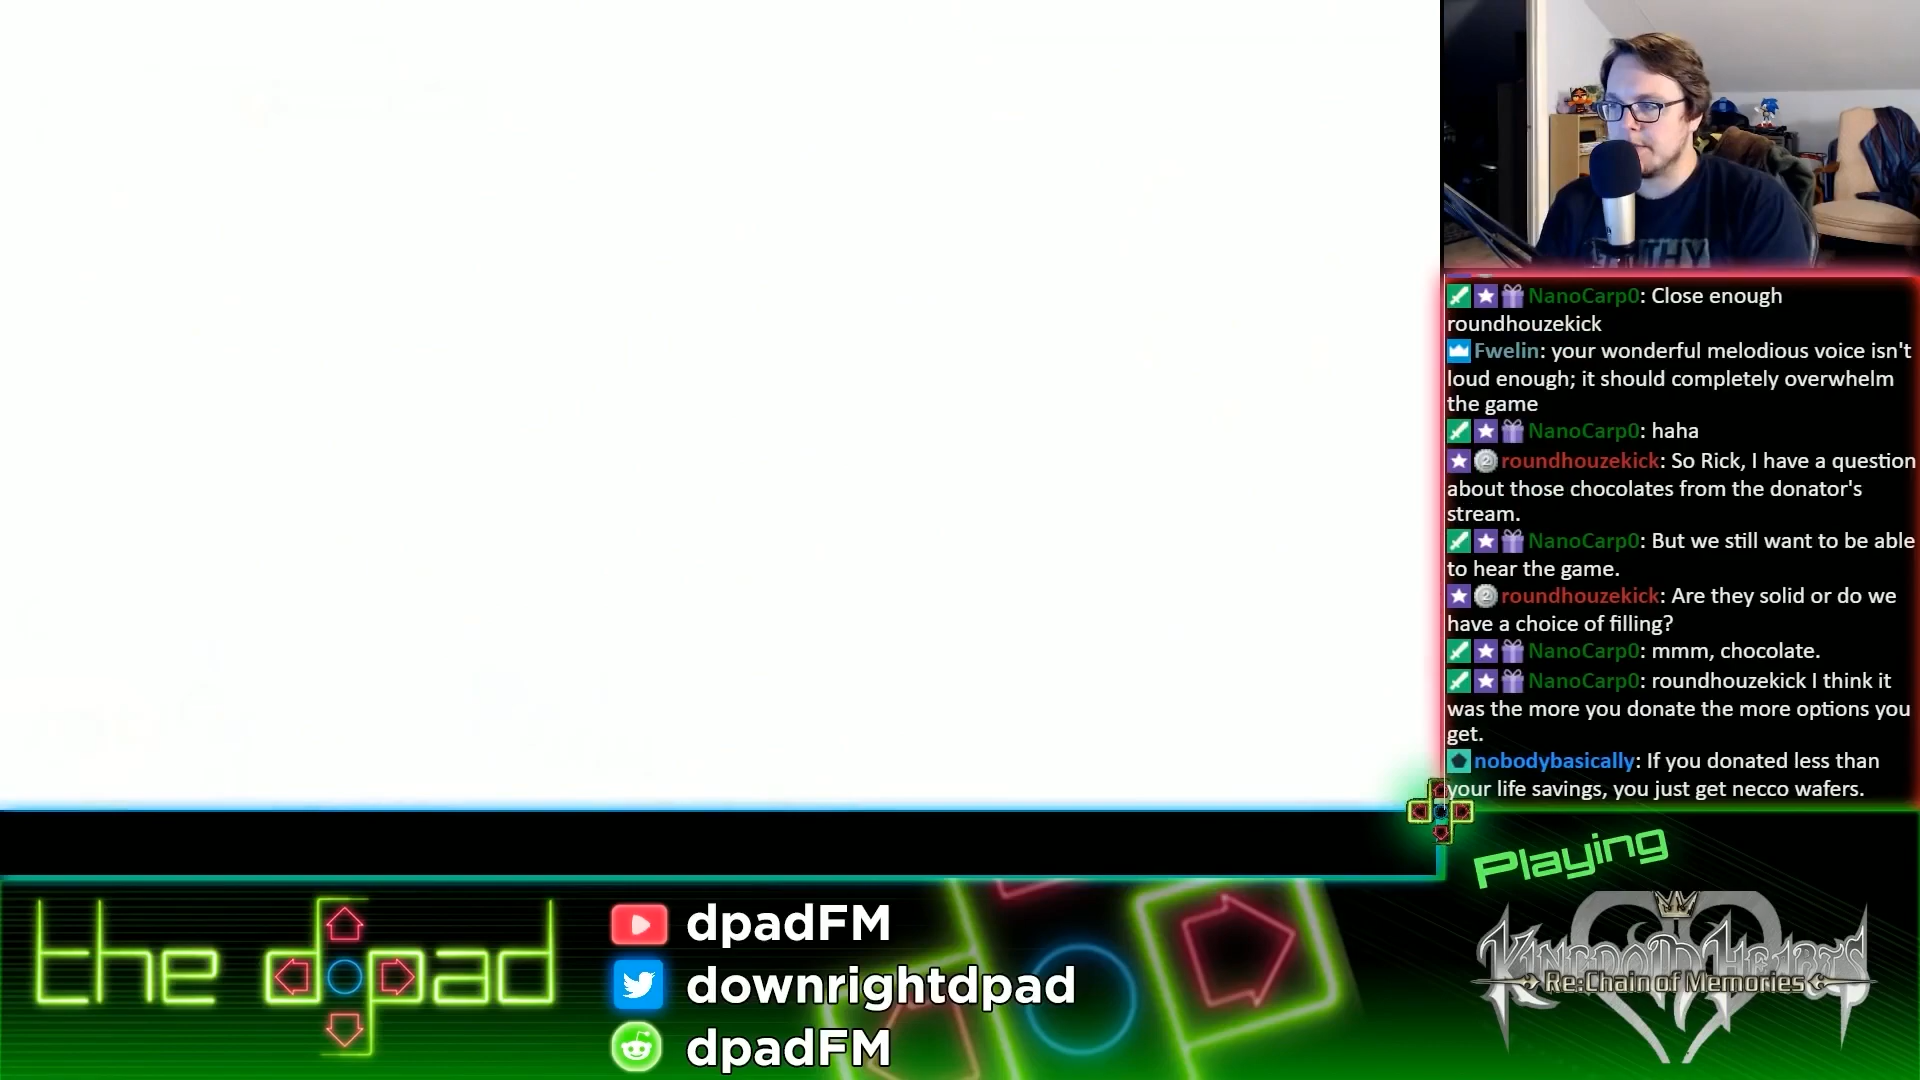 NanoCarp0: Close enough
roundhouzekick
Fwelin: your wonderful melodious voice isn't
loud enough; it should completely overwhelm
the game
NanoCarp0: haha
roundhouzekick: So Rick, I have a question
about those chocolates from the donator's
stream.
NanoCarp0: But we still want to be able
to hear the game.
roundhouzekick: Are they solid or do we
have a choice of filling?
NanoCarp0: mmm, chocolate.
NanoCarp0: roundhouzekick I think it
was the more you donate the more options you
get.
nobodybasically: If you donated less than
your life savings, you just get necco wafers.
Playing
KINGDOM HEARTS
Re:Chain of Memories
the dpad
dpadFM
downrightdpad
dpadFM